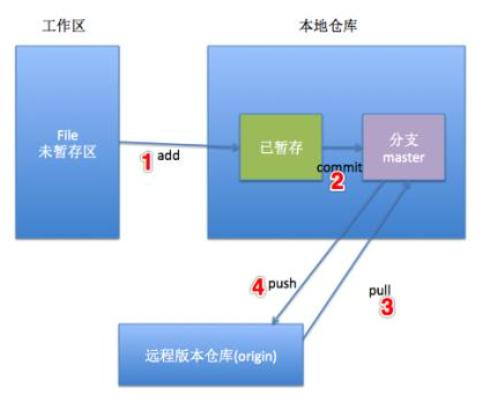 工作区
本地仓库
File
未暂存区
1 add
已暂存
commit
2
分支
master
4 push
pull
3
远程版本仓库(origin)